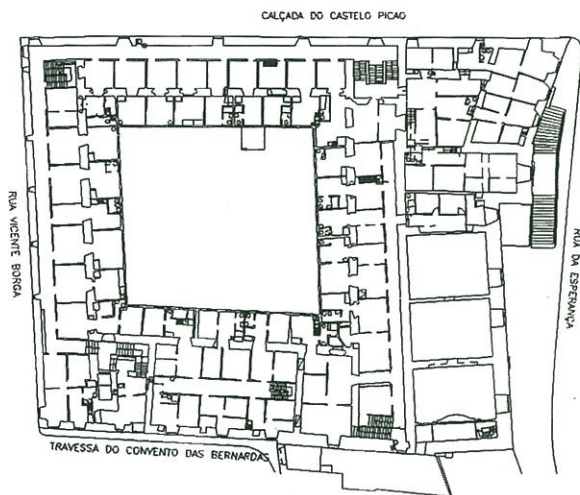 CALÇADA DO CASTELO PICAO
RUA VICENTE BORGA
RUA DA ESPERANÇA
TRAVESSA DO CONVENTO DAS BERNARDAS